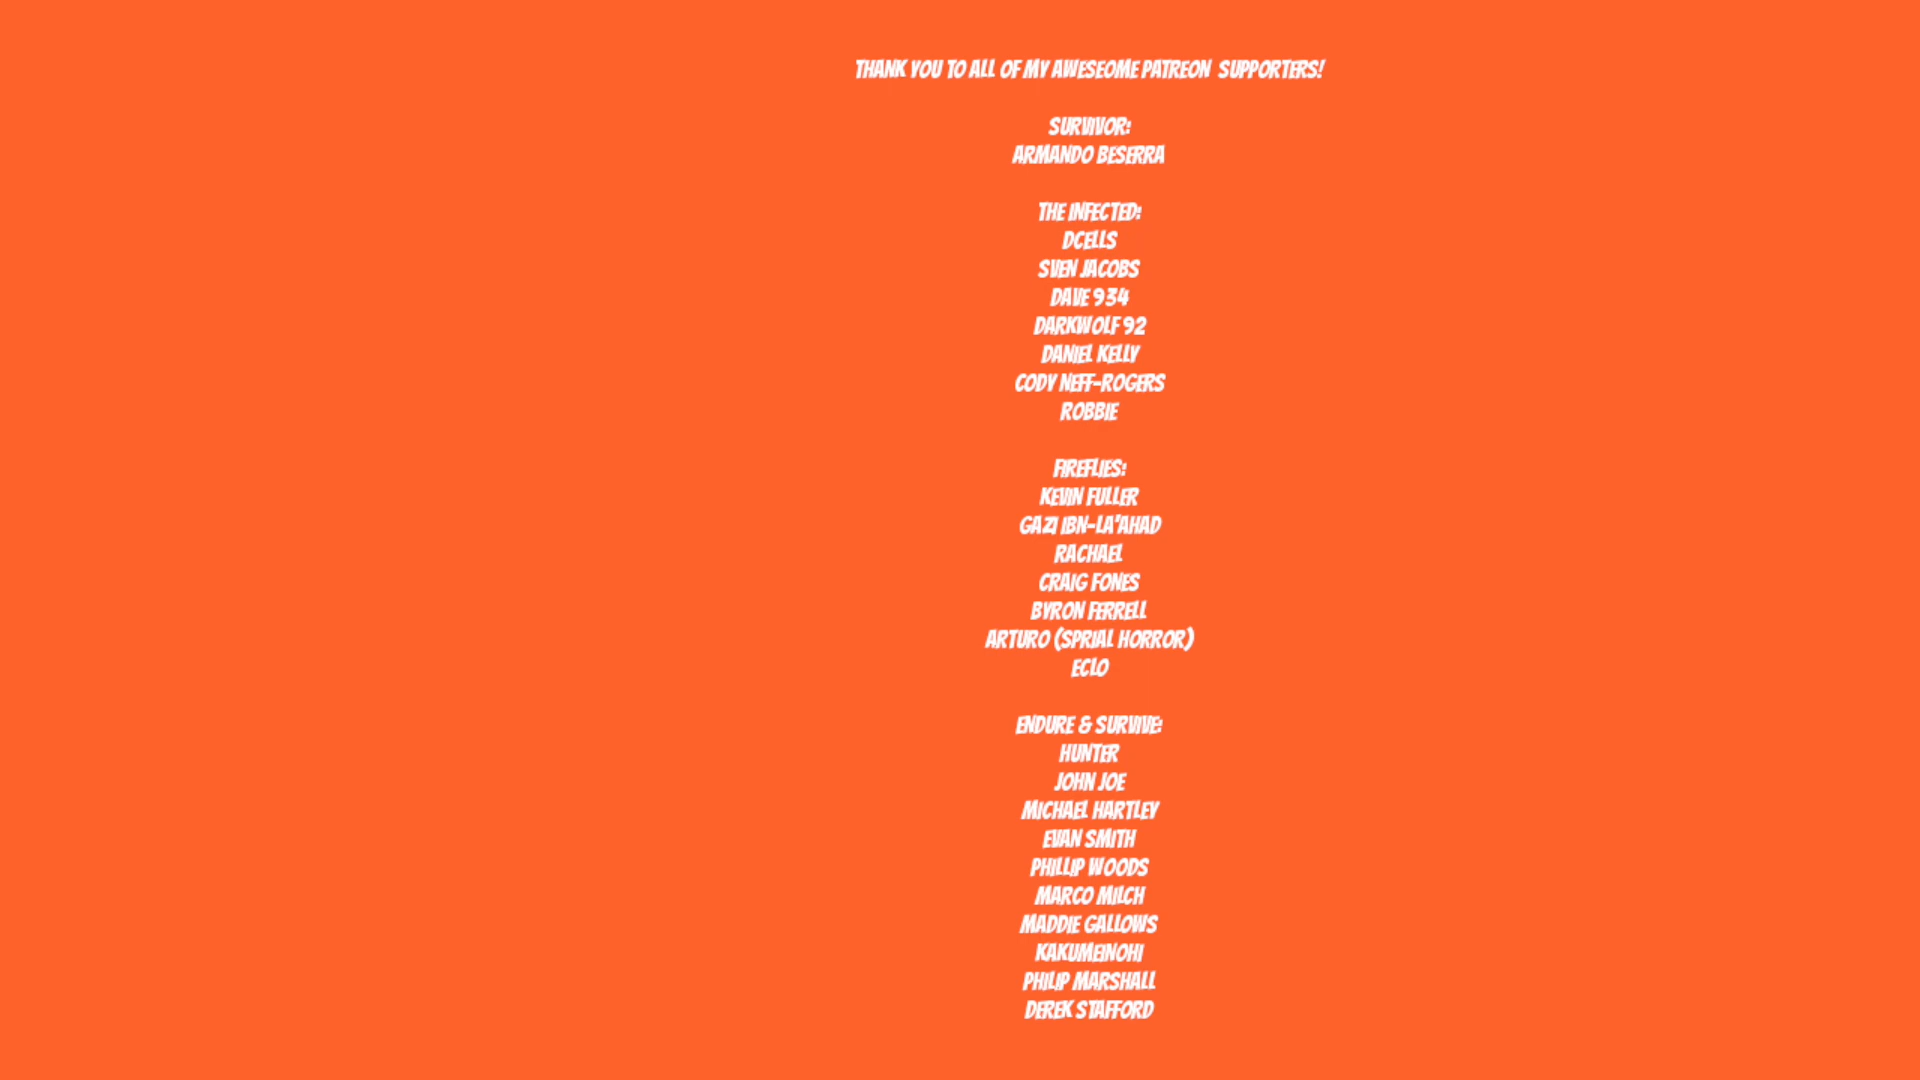 THANK YOU TO ALL OF MY AWESEOME PATREON SUPPORTERS!
SURVIVOR:
ARMANDO BESERRA
THE INFECTED:
DCELLS
SVEN JACOBS
DAVE 934
DARKWOLF 92
DANIEL KELLY
CODY NEFF-ROGERS
ROBBIE
FIREFLIES:
KEVIN FULLER
GAZI IBN-LA'AHAD
RACHAEL
CRAIG FONES
BYRON FERRELL
ARTURO (SPRIAL HORROR)
ECLO
ENDURE & SURVIVE:
HUNTER
JOHN JOE
MICHAEL HARTLEY
EVAN SMITH
PHILLIP WOODS
MARCO MILCH
MADDIE GALLOWS
KAKUMEINOHI
PHILIP MARSHALL
DEREK STAFFORD